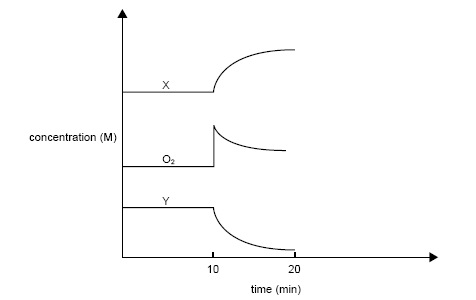 X
concentration (M)
O₂
Y
10
20
time (min)